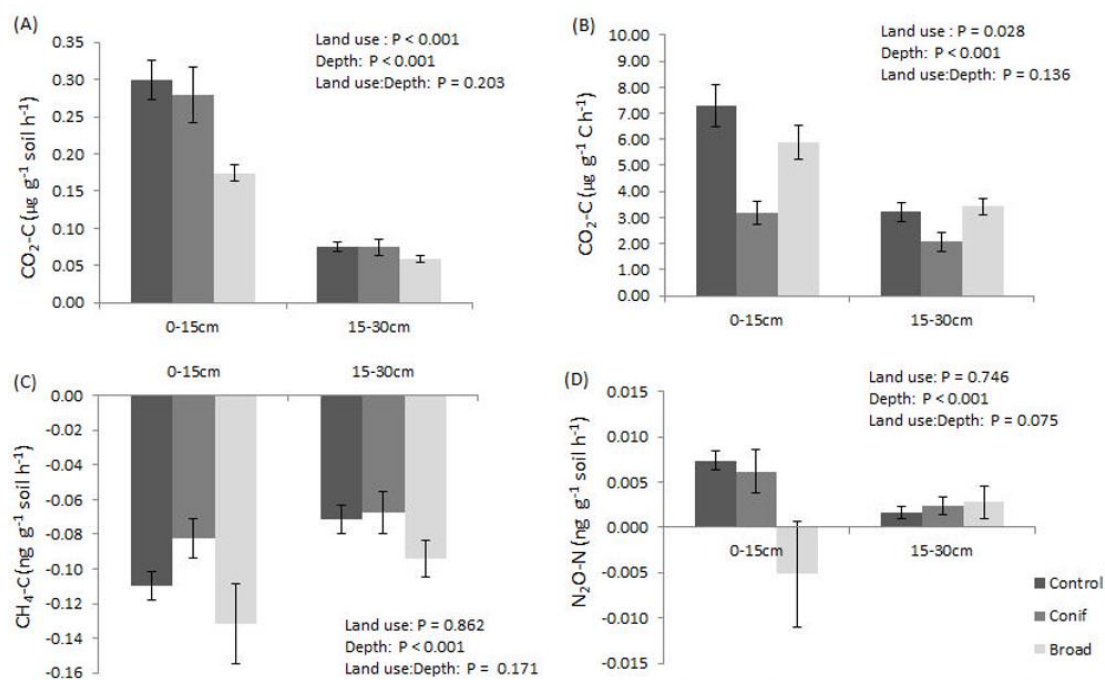 (A)
CO₂-C (µg g⁻¹ soil h⁻¹)
0.35
0.30
0.25
0.20
0.15
0.10
0.05
0.00
Land use : P < 0.001
Depth: P < 0.001
Land use:Depth: P = 0.203
0-15cm
15-30cm
(B)
CO₂-C (µg g⁻¹ C h⁻¹)
10.00
9.00
8.00
7.00
6.00
5.00
4.00
3.00
2.00
1.00
0.00
Land use : P = 0.028
Depth: P < 0.001
Land use:Depth: P = 0.136
0-15cm
15-30cm
(C)
CH₄-C (ng g⁻¹ soil h⁻¹)
0-15cm
15-30cm
0.00
-0.02
-0.04
-0.06
-0.08
-0.10
-0.12
-0.14
-0.16
Land use: P = 0.862
Depth: P < 0.001
Land use:Depth: P = 0.171
(D)
N₂O-N (ng g⁻¹ soil h⁻¹)
0.015
0.010
0.005
0.000
-0.005
-0.010
-0.015
Land use: P = 0.746
Depth: P < 0.001
Land use:Depth: P = 0.075
0-15cm
15-30cm
Control
Conif
Broad